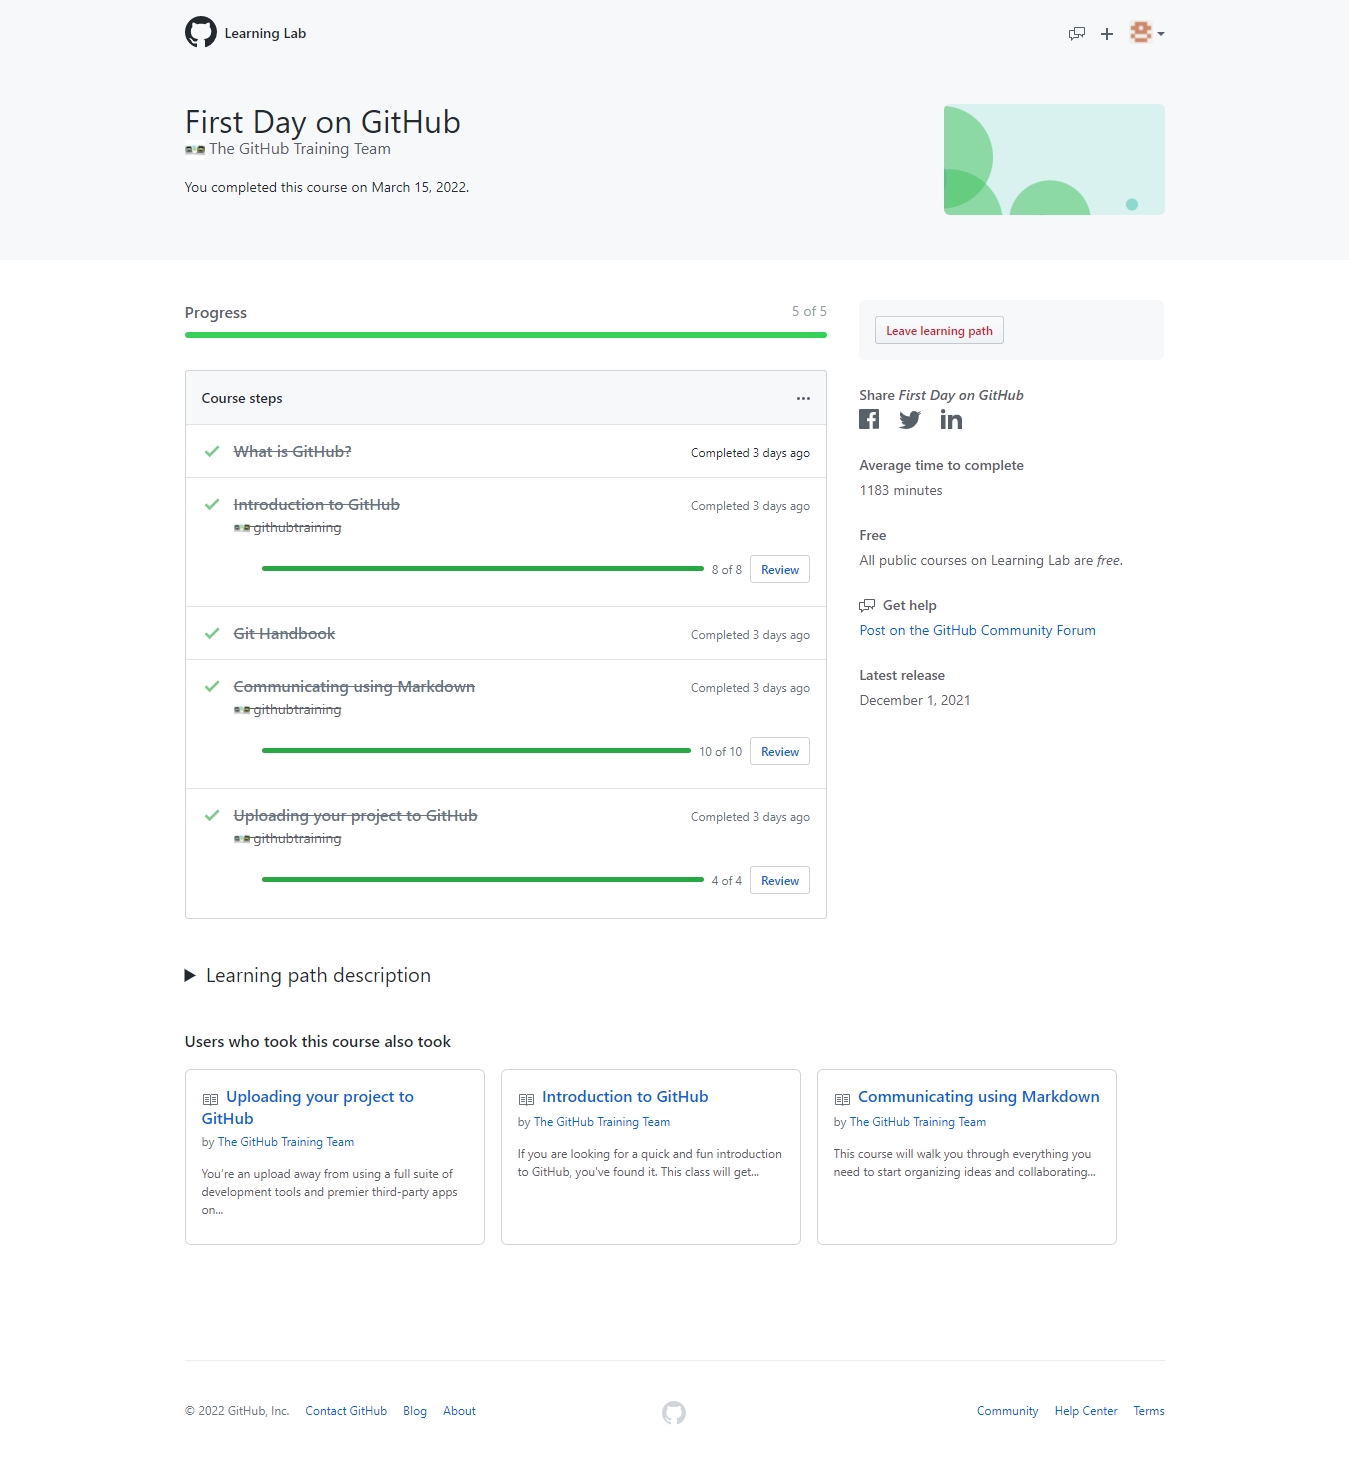 Learning Lab
First Day on GitHub
The GitHub Training Team
You completed this course on March 15, 2022.
Progress
5 of 5
Course steps
What is GitHub?
Completed 3 days ago
Introduction to GitHub
Completed 3 days ago
githubtraining
8 of 8
Review
Git Handbook
Completed 3 days ago
Communicating using Markdown
Completed 3 days ago
githubtraining
10 of 10
Review
Uploading your project to GitHub
Completed 3 days ago
githubtraining
4 of 4
Review
Leave learning path
Share First Day on GitHub
Average time to complete
1183 minutes
Free
All public courses on Learning Lab are free.
Get help
Post on the GitHub Community Forum
Latest release
December 1, 2021
Learning path description
Users who took this course also took
Uploading your project to
GitHub
by The GitHub Training Team
You're an upload away from using a full suite of
development tools and premier third-party apps
on...
Introduction to GitHub
by The GitHub Training Team
If you are looking for a quick and fun introduction
to GitHub, you've found it. This class will get...
Communicating using Markdown
by The GitHub Training Team
This course will walk you through everything you
need to start organizing ideas and collaborating...
© 2022 GitHub, Inc.
Contact GitHub
Blog
About
Community
Help Center
Terms